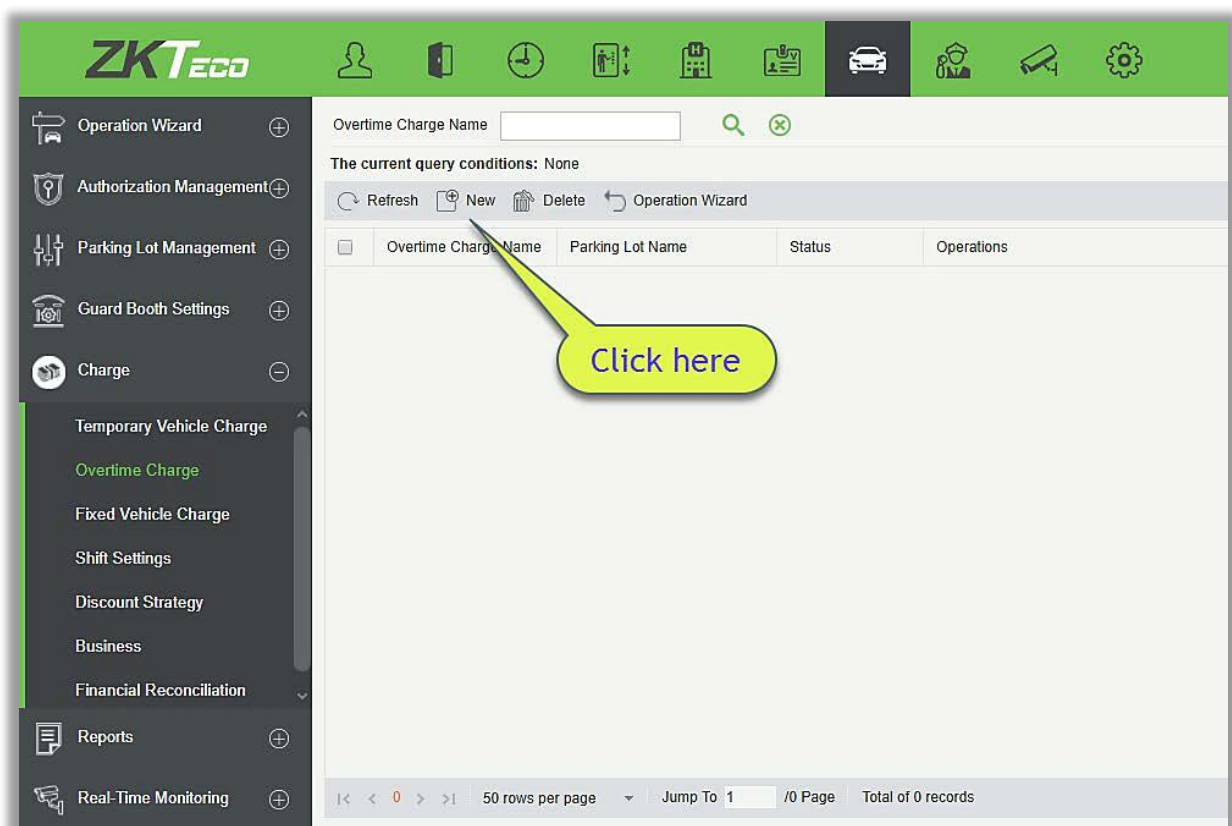 ZKTECO
Operation Wizard
Authorization Management
Parking Lot Management
Guard Booth Settings
Charge
Temporary Vehicle Charge
Overtime Charge
Fixed Vehicle Charge
Shift Settings
Discount Strategy
Business
Financial Reconciliation
Reports
Real-Time Monitoring
Overtime Charge Name
The current query conditions: None
Refresh New Delete Operation Wizard
Overtime Charge Name Parking Lot Name Status Operations
Click here
|< < 0 > >| 50 rows per page Jump To 1 /0 Page Total of 0 records